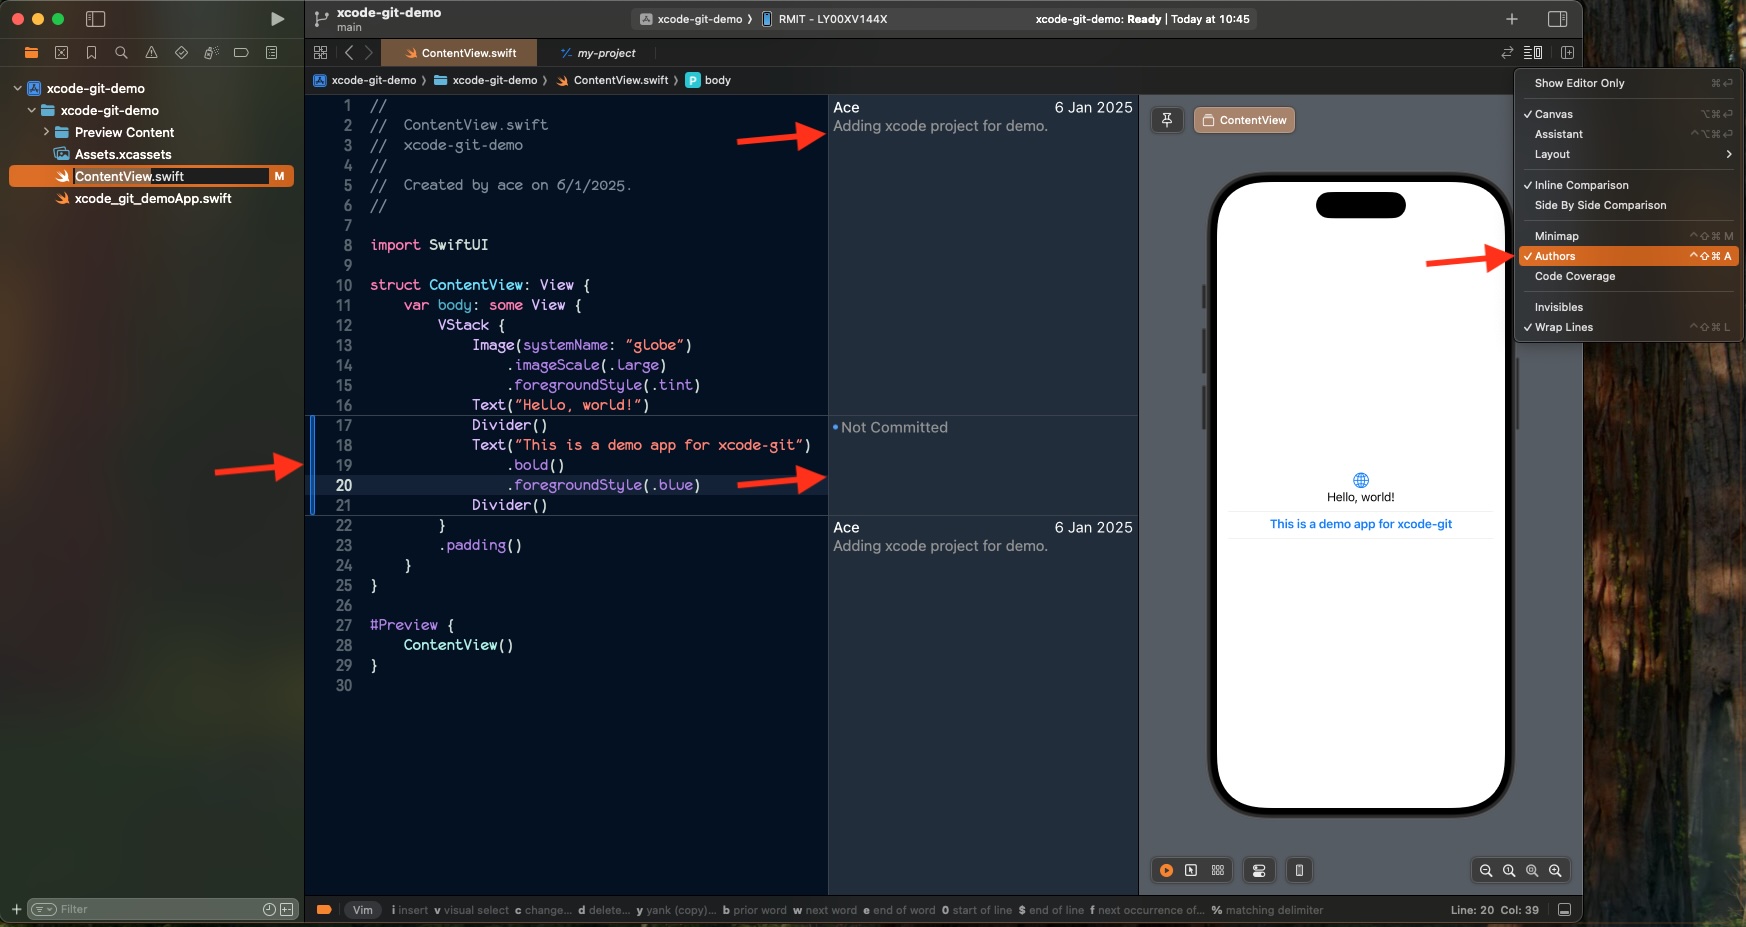 xcode-git-demo
main
xcode-git-demo
RMIT - LY00XV144X
xcode-git-demo: Ready | Today at 10:45
ContentView.swift
my-project
xcode-git-demo
xcode-git-demo
ContentView.swift
P body
xcode-git-demo
xcode-git-demo
Preview Content
Assets.xcassets
ContentView.swift M
xcode_git_demoApp.swift
1 //
2 //  ContentView.swift
3 //  xcode-git-demo
4 //
5 //  Created by ace on 6/1/2025.
6 //
7
8 import SwiftUI
9
10 struct ContentView: View {
11     var body: some View {
12         VStack {
13             Image(systemName: "globe")
14                 .imageScale(.large)
15                 .foregroundStyle(.tint)
16             Text("Hello, world!")
17             Divider()
18             Text("This is a demo app for xcode-git")
19                 .bold()
20                 .foregroundStyle(.blue)
21             Divider()
22         }
23         .padding()
24     }
25 }
26
27 #Preview {
28     ContentView()
29 }
30
Ace 6 Jan 2025
Adding xcode project for demo.
Not Committed
Ace 6 Jan 2025
Adding xcode project for demo.
ContentView
Hello, world!
This is a demo app for xcode-git
Show Editor Only ⌘⏎
Canvas ⌥⌘⏎
Assistant ⌃⌥⌘⏎
Layout
Inline Comparison
Side By Side Comparison
Minimap ⌃⇧⌘ M
Authors ⌃⇧⌘ A
Code Coverage
Invisibles
Wrap Lines ⌃⇧⌘ L
Filter
Vim i insert v visual select c change... d delete... y yank (copy)... b prior word w next word e end of word 0 start of line $ end of line f next occurrence of... % matching delimiter
Line: 20 Col: 39